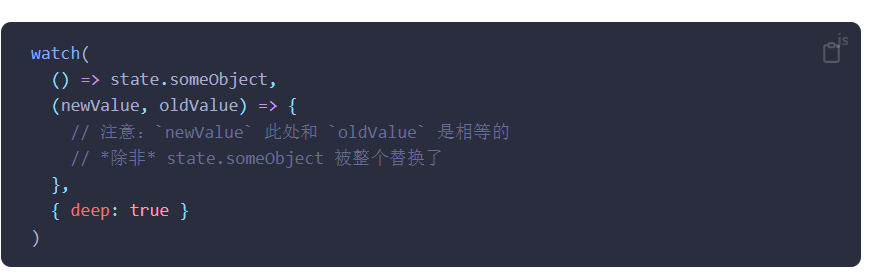 js
watch(
  () => state.someObject,
  (newValue, oldValue) => {
    // 注意：`newValue` 此处和 `oldValue` 是相等的
    // *除非* state.someObject 被整个替换了
  },
  { deep: true }
)